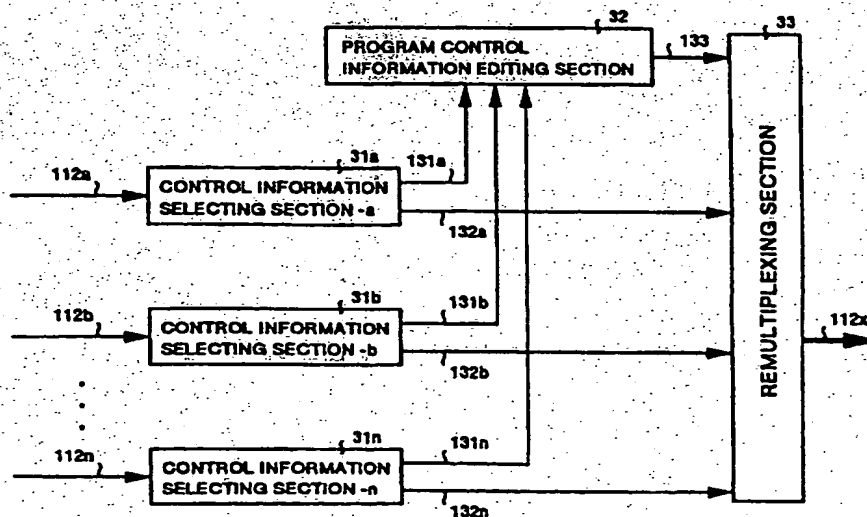 32
33
PROGRAM CONTROL
INFORMATION EDITING SECTION
133
REMULTIPLEXING SECTION
31a
131a
112a
CONTROL INFORMATION
SELECTING SECTION -a
132a
31b
131b
112b
CONTROL INFORMATION
SELECTING SECTION -b
132b
112x
31n
131n
112n
CONTROL INFORMATION
SELECTING SECTION -n
132n